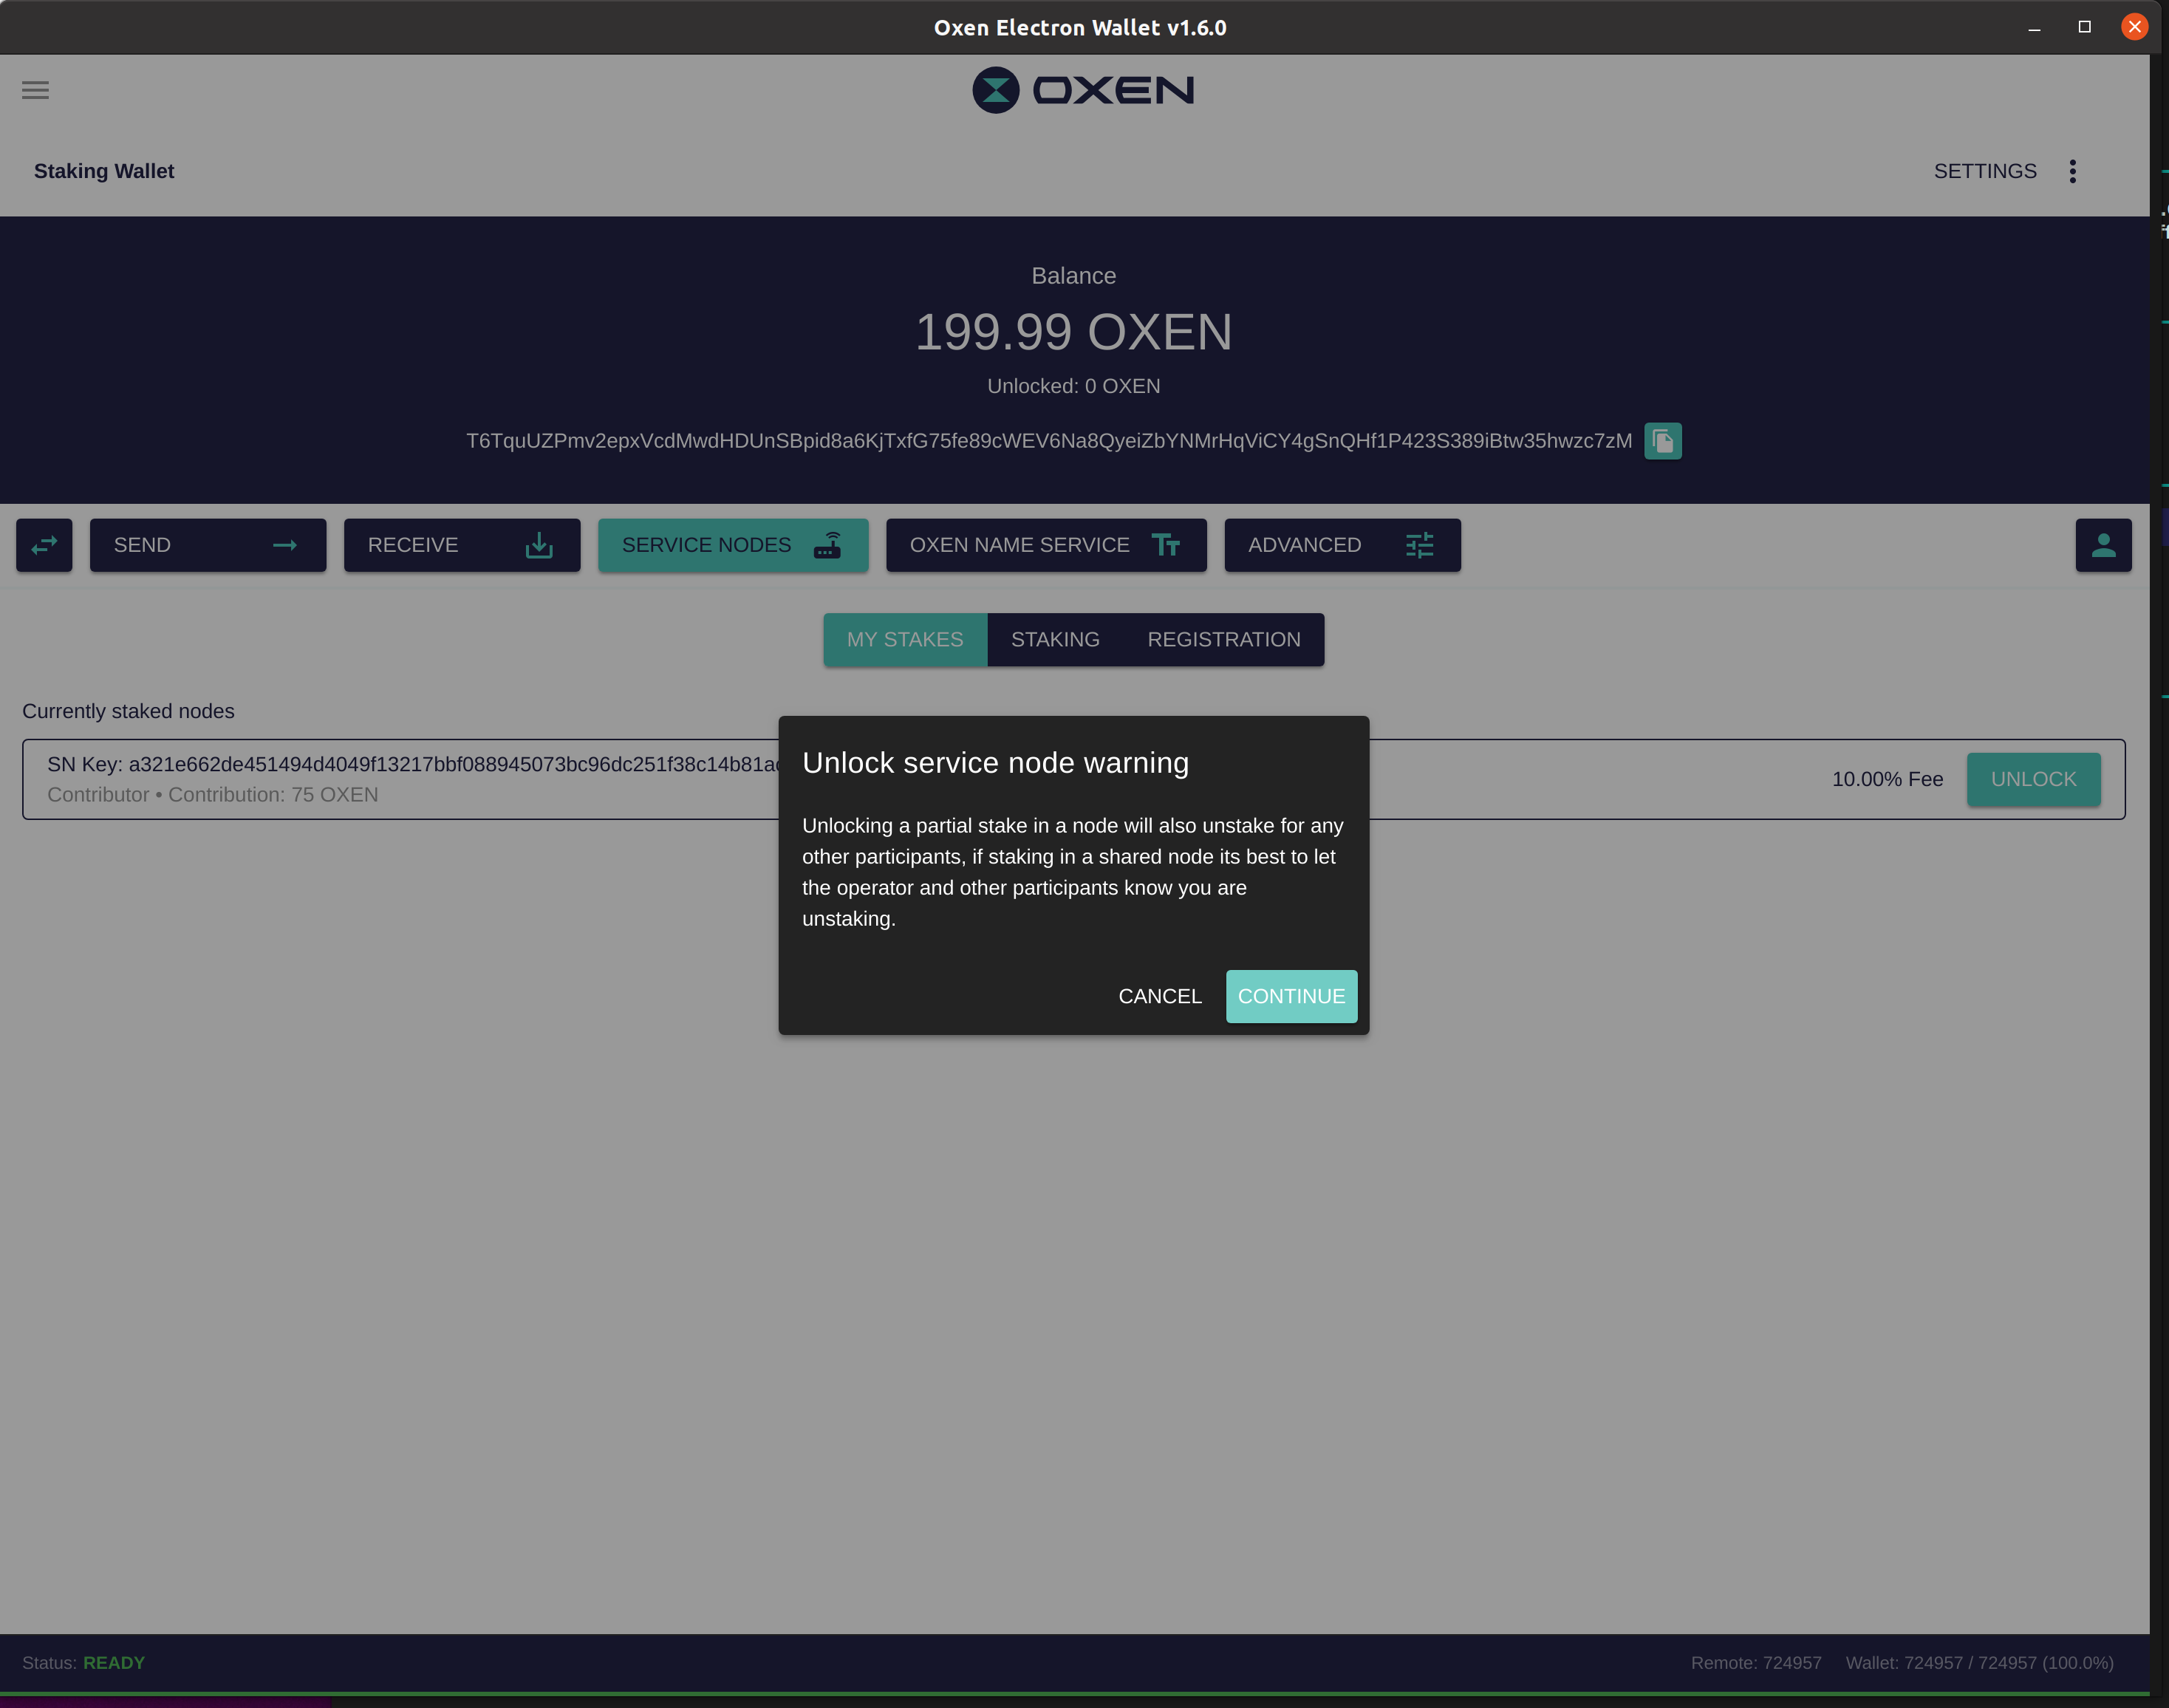 Oxen Electron Wallet v1.6.0
OXEN
Staking Wallet
SETTINGS
Balance
199.99 OXEN
Unlocked: 0 OXEN
T6TquUZPmv2epxVcdMwdHDUnSBpid8a6KjTxfG75fe89cWEV6Na8QyeiZbYNMrHqViCY4gSnQHf1P423S389iBtw35hwzc7zM
SEND
RECEIVE
SERVICE NODES
OXEN NAME SERVICE
ADVANCED
MY STAKES
STAKING
REGISTRATION
Currently staked nodes
SN Key: a321e662de451494d4049f13217bbf088945073bc96dc251f38c14b81a
Contributor • Contribution: 75 OXEN
10.00% Fee
UNLOCK
Unlock service node warning
Unlocking a partial stake in a node will also unstake for any
other participants, if staking in a shared node its best to let
the operator and other participants know you are
unstaking.
CANCEL
CONTINUE
Status: READY
Remote: 724957
Wallet: 724957 / 724957 (100.0%)